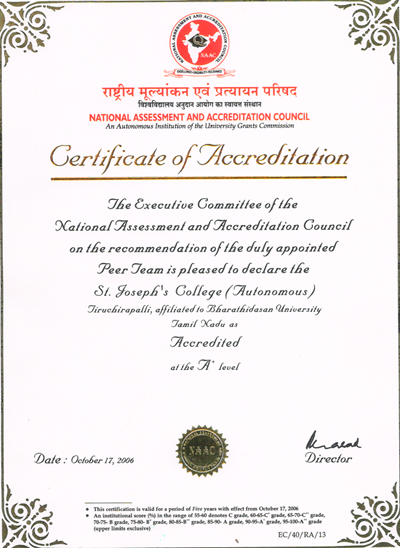 NATIONAL ASSESSMENT AND ACCREDITATION COUNCIL
NAAC
राष्ट्रीय मूल्यांकन एवं प्रत्यायन परिषद
विश्वविद्यालय अनुदान आयोग का स्वायत्त संस्थान
NATIONAL ASSESSMENT AND ACCREDITATION COUNCIL
An Autonomous Institution of the University Grants Commission
Certificate of Accreditation
The Executive Committee of the
National Assessment and Accreditation Council
on the recommendation of the duly appointed
Peer Team is pleased to declare the
St. Joseph's College (Autonomous)
Tiruchirapalli, affiliated to Bharathidasan University
Tamil Nadu as
Accredited
at the A+ level
NAAC
Date : October 17, 2006
Director
This certification is valid for a period of Five years with effect from October 17, 2006
An institutional score (%) in the range of 55-60 denotes C grade, 60-65-C+ grade, 65-70-C++ grade,
70-75- B grade, 75-80- B+ grade, 80-85-B++ grade, 85-90- A grade, 90-95-A+ grade, 95-100-A++ grade
(upper limits exclusive)
EC/40/RA/13